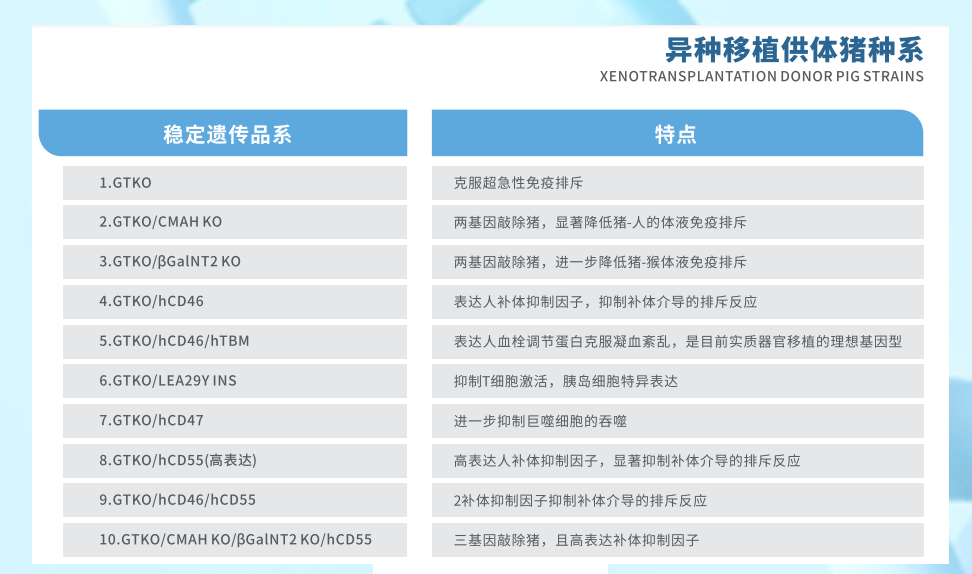 异种移植供体猪种系
XENOTRANSPLANTATION DONOR PIG STRAINS
稳定遗传品系 特点
1.GTKO 克服超急性免疫排斥
2.GTKO/CMAH KO 两基因敲除猪，显著降低猪-人的体液免疫排斥
3.GTKO/βGalNT2 KO 两基因敲除猪，进一步降低猪-猴体液免疫排斥
4.GTKO/hCD46 表达人补体抑制因子，抑制补体介导的排斥反应
5.GTKO/hCD46/hTBM 表达人血栓调节蛋白克服凝血紊乱，是目前实质器官移植的理想基因型
6.GTKO/LEA29Y INS 抑制T细胞激活，胰岛细胞特异表达
7.GTKO/hCD47 进一步抑制巨噬细胞的吞噬
8.GTKO/hCD55(高表达) 高表达人补体抑制因子，显著抑制补体介导的排斥反应
9.GTKO/hCD46/hCD55 2补体抑制因子抑制补体介导的排斥反应
10.GTKO/CMAH KO/βGalNT2 KO/hCD55 三基因敲除猪，且高表达补体抑制因子